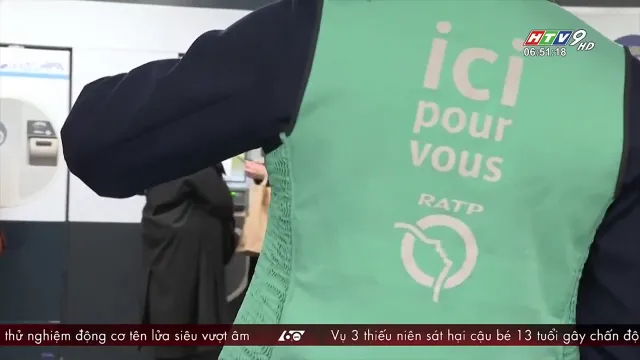 HTV9 HD
06:51:18
ici
pour
vous
RATP
thử nghiệm động cơ tên lửa siêu vượt âm
60
Vụ 3 thiếu niên sát hại cậu bé 13 tuổi gây chấn độ